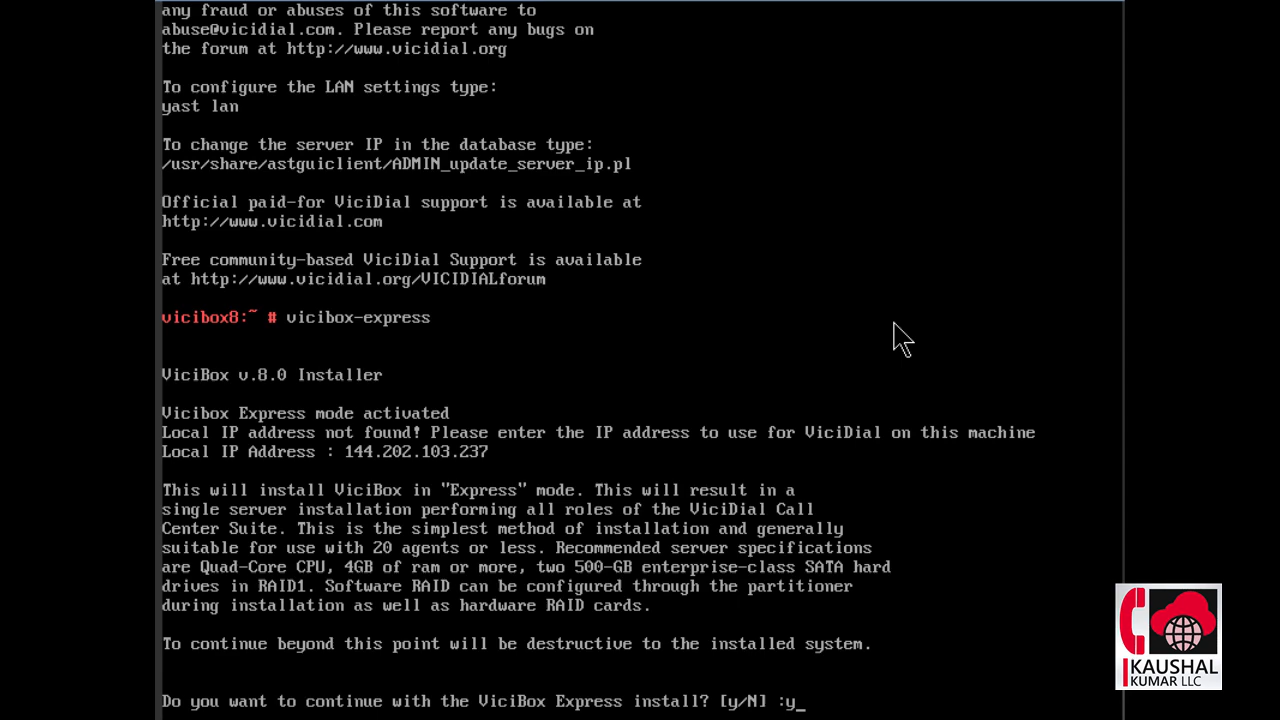 any fraud or abuses of this software to
abuse@vicidial.com. Please report any bugs on
the forum at http://www.vicidial.org
To configure the LAN settings type:
yast lan
To change the server IP in the database type:
/usr/share/astguiclient/ADMIN_update_server_ip.pl
Official paid-for ViciDial support is available at
http://www.vicidial.com
Free community-based ViciDial Support is available
at http://www.vicidial.org/VICIDIALforum
vicibox8:~ # vicibox-express
ViciBox v.8.0 Installer
Vicibox Express mode activated
Local IP address not found! Please enter the IP address to use for ViciDial on this machine
Local IP Address : 144.202.103.237
This will install ViciBox in "Express" mode. This will result in a
single server installation performing all roles of the ViciDial Call
Center Suite. This is the simplest method of installation and generally
suitable for use with 20 agents or less. Recommended server specifications
are Quad-Core CPU, 4GB of ram or more, two 500-GB enterprise-class SATA hard
drives in RAID1. Software RAID can be configured through the partitioner
during installation as well as hardware RAID cards.
To continue beyond this point will be destructive to the installed system.
Do you want to continue with the ViciBox Express install? [y/N] :y_
KAUSHAL
KUMAR LLC